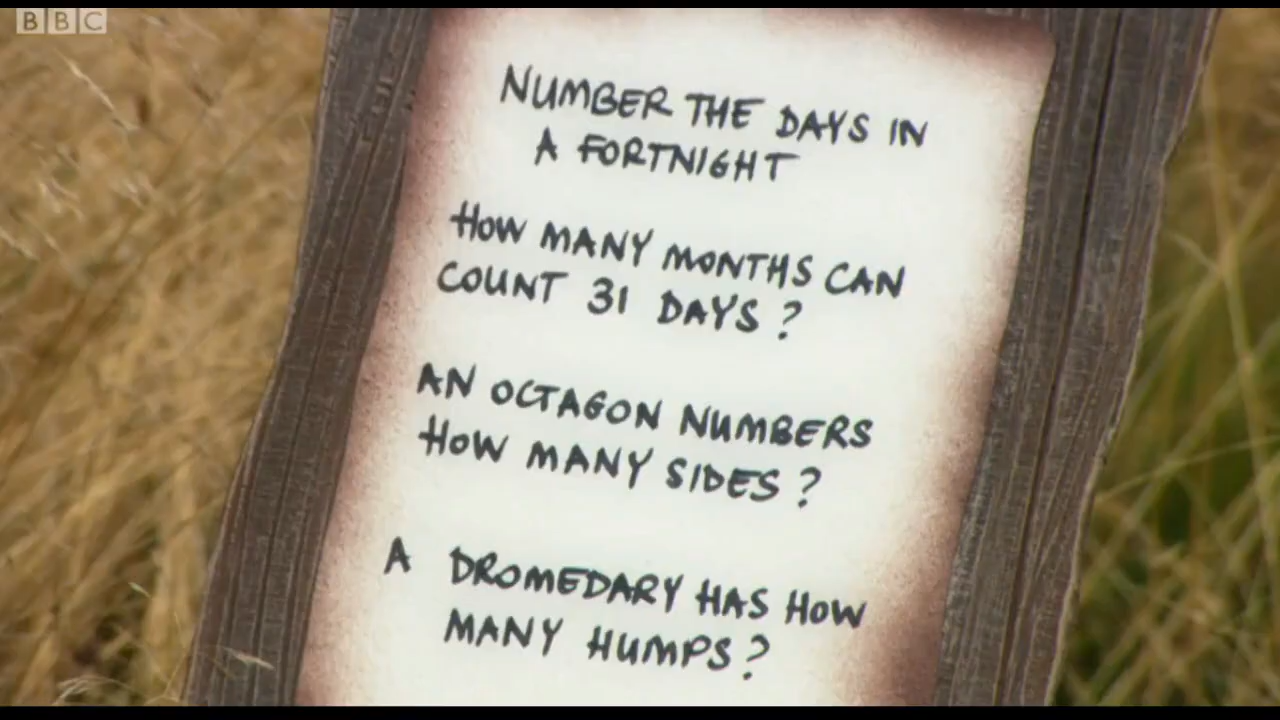 BBC
NUMBER THE DAYS IN
A FORTNIGHT
HOW MANY MONTHS CAN
COUNT 31 DAYS?
AN OCTAGON NUMBERS
HOW MANY SIDES?
A DROMEDARY HAS HOW
MANY HUMPS?